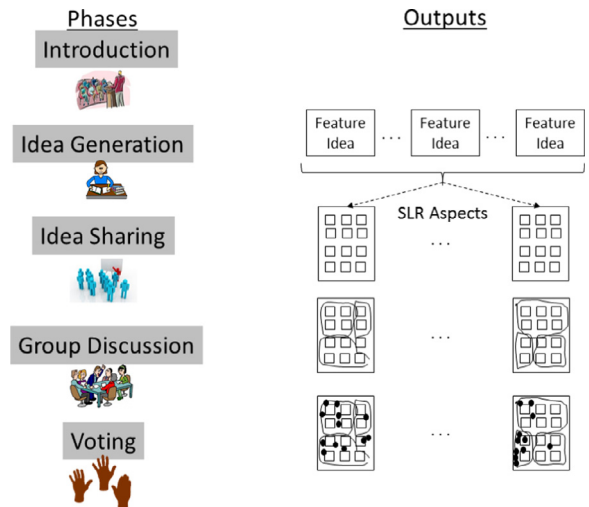 Phases
Outputs
Introduction
Feature
Idea
...
Feature
Idea
...
Feature
Idea
Idea Generation
SLR Aspects
Idea Sharing
...
...
Group Discussion
Voting
...